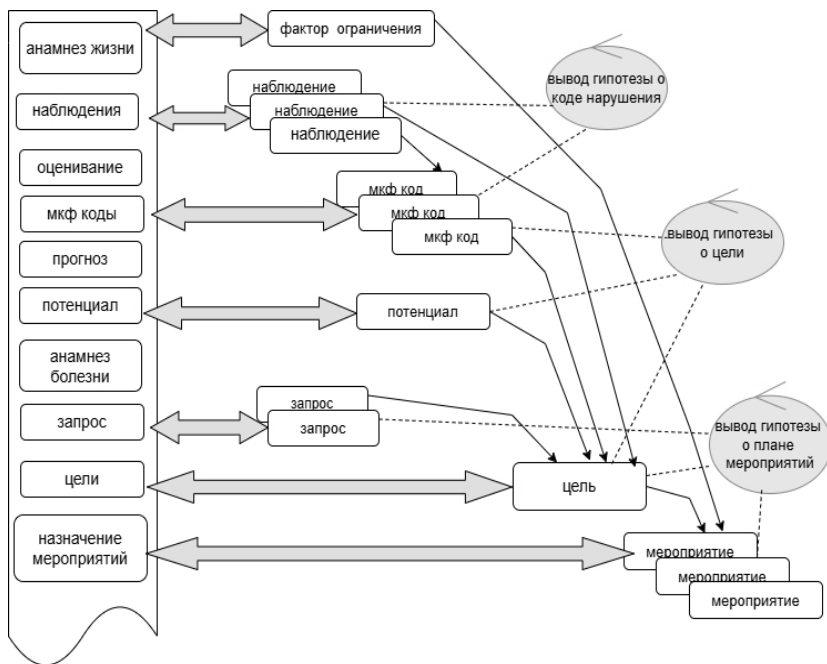 анамнез жизни
фактор ограничения
вывод гипотезы о
коде нарушения
наблюдения
наблюдение
наблюдение
наблюдение
оценивание
мкф коды
мкф код
мкф код
мкф код
вывод гипотезы
о цели
прогноз
потенциал
потенциал
анамнез
болезни
запрос
запрос
запрос
вывод гипотезы
о плане
мероприятий
цели
цель
назначение
мероприятий
мероприятие
мероприятие
мероприятие